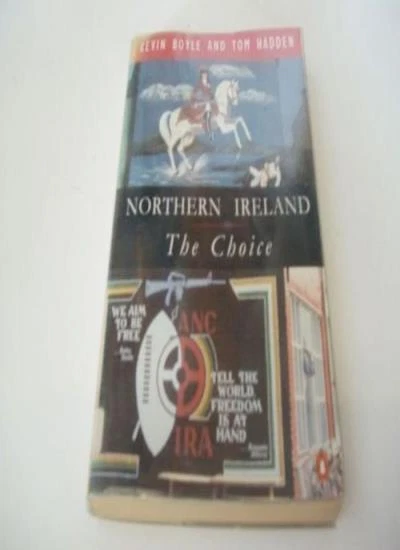 KEVIN BOYLE AND TOM HADDEN
NORTHERN IRELAND
The Choice
WE AIM
TO BE
FREE
ANC
TELL THE
WORLD
FREEDOM
IS AT
HAND
IRA